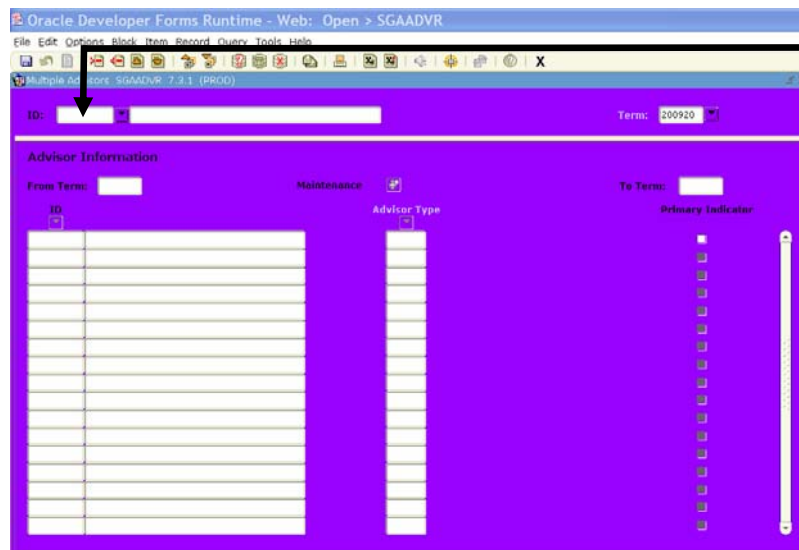 Oracle Developer Forms Runtime - Web: Open > SGAADVR
File Edit Options Block Item Record Query Tools Help
X
Multiple Advisors SGAADVR 7.3.1 (PROD)
ID: Term: 200920
Advisor Information
From Term: Maintenance To Term:
ID Advisor Type Primary Indicator